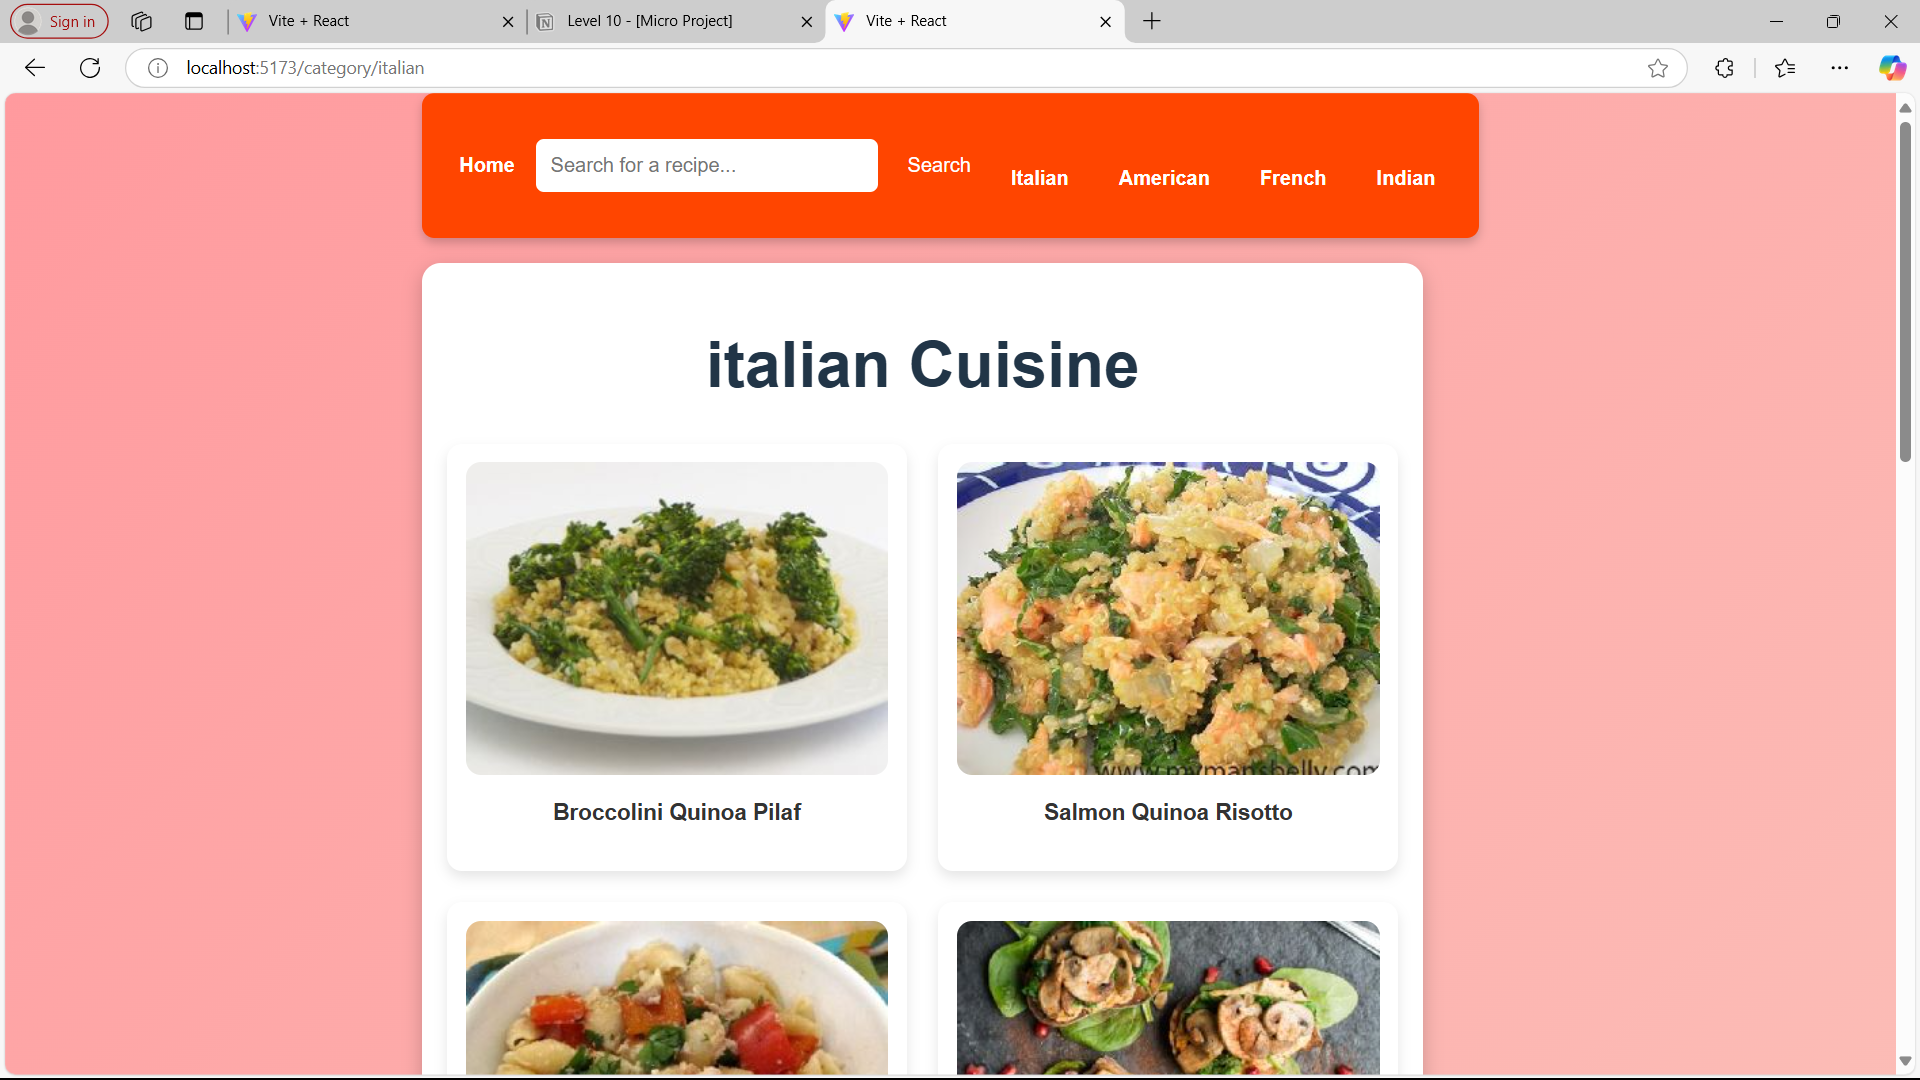 Sign in
Vite + React
Level 10 - [Micro Project]
Vite + React
localhost:5173/category/italian
Home
Search for a recipe...
Search
Italian
American
French
Indian
italian Cuisine
www.mymansbelly.com
Broccolini Quinoa Pilaf
Salmon Quinoa Risotto